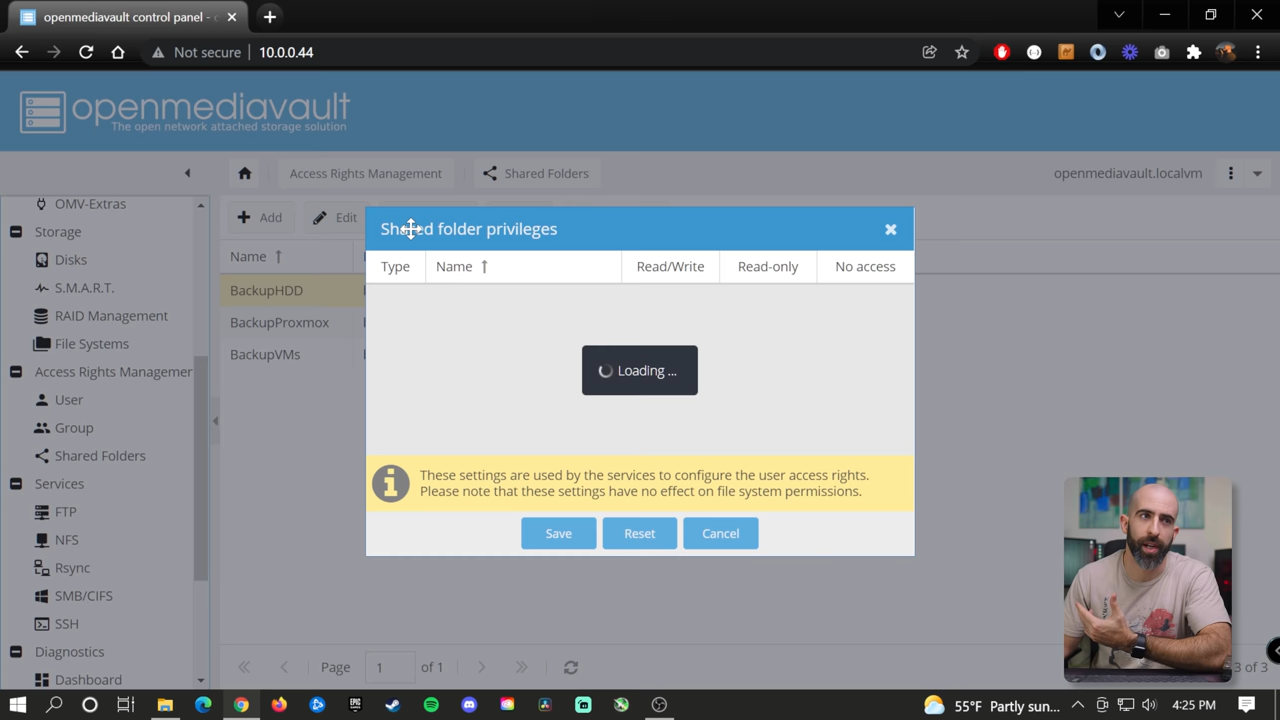 openmediavault control panel -
Not secure
10.0.0.44
openmediavault
The open network attached storage solution
Access Rights Management
Shared Folders
openmediavault.localvm
OMV-Extras
Storage
Disks
S.M.A.R.T.
RAID Management
File Systems
Access Rights Managemer
User
Group
Shared Folders
Services
FTP
NFS
Rsync
SMB/CIFS
SSH
Diagnostics
Dashboard
Add
Edit
Name
BackupHDD
BackupProxmox
BackupVMs
Shared folder privileges
Type
Name
Read/Write
Read-only
No access
Loading ...
These settings are used by the services to configure the user access rights.
Please note that these settings have no effect on file system permissions.
Save
Reset
Cancel
Page
1
of 1
3 of 3
EPIC
55°F Partly sun...
4:25 PM